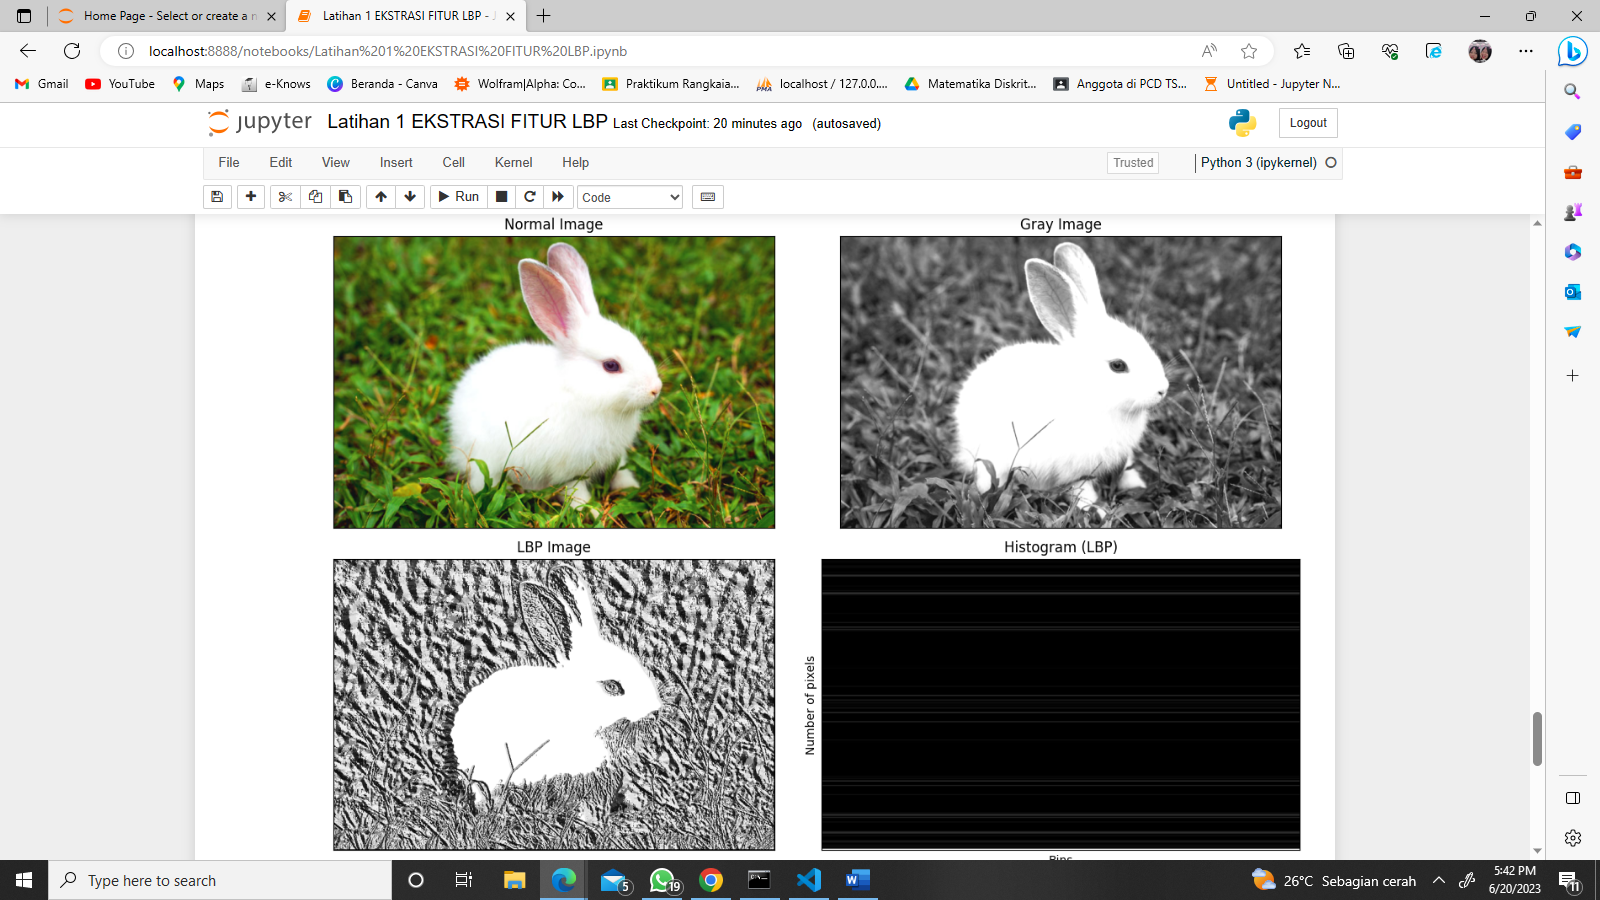 Home Page - Select or create a n
Latihan 1 EKSTRASI FITUR LBP - J
localhost:8888/notebooks/Latihan%201%20EKSTRASI%20FITUR%20LBP.ipynb
Gmail YouTube Maps e-Knows Beranda - Canva Wolfram|Alpha: Co... Praktikum Rangkaia... localhost / 127.0.0.... Matematika Diskrit... Anggota di PCD TS... Untitled - Jupyter N...
jupyter Latihan 1 EKSTRASI FITUR LBP Last Checkpoint: 20 minutes ago (autosaved) Logout
File Edit View Insert Cell Kernel Help Trusted Python 3 (ipykernel)
Run Code
Normal Image Gray Image
LBP Image Histogram (LBP)
Number of pixels
Bins
Type here to search 5 19 26°C Sebagian cerah 5:42 PM
6/20/2023 11